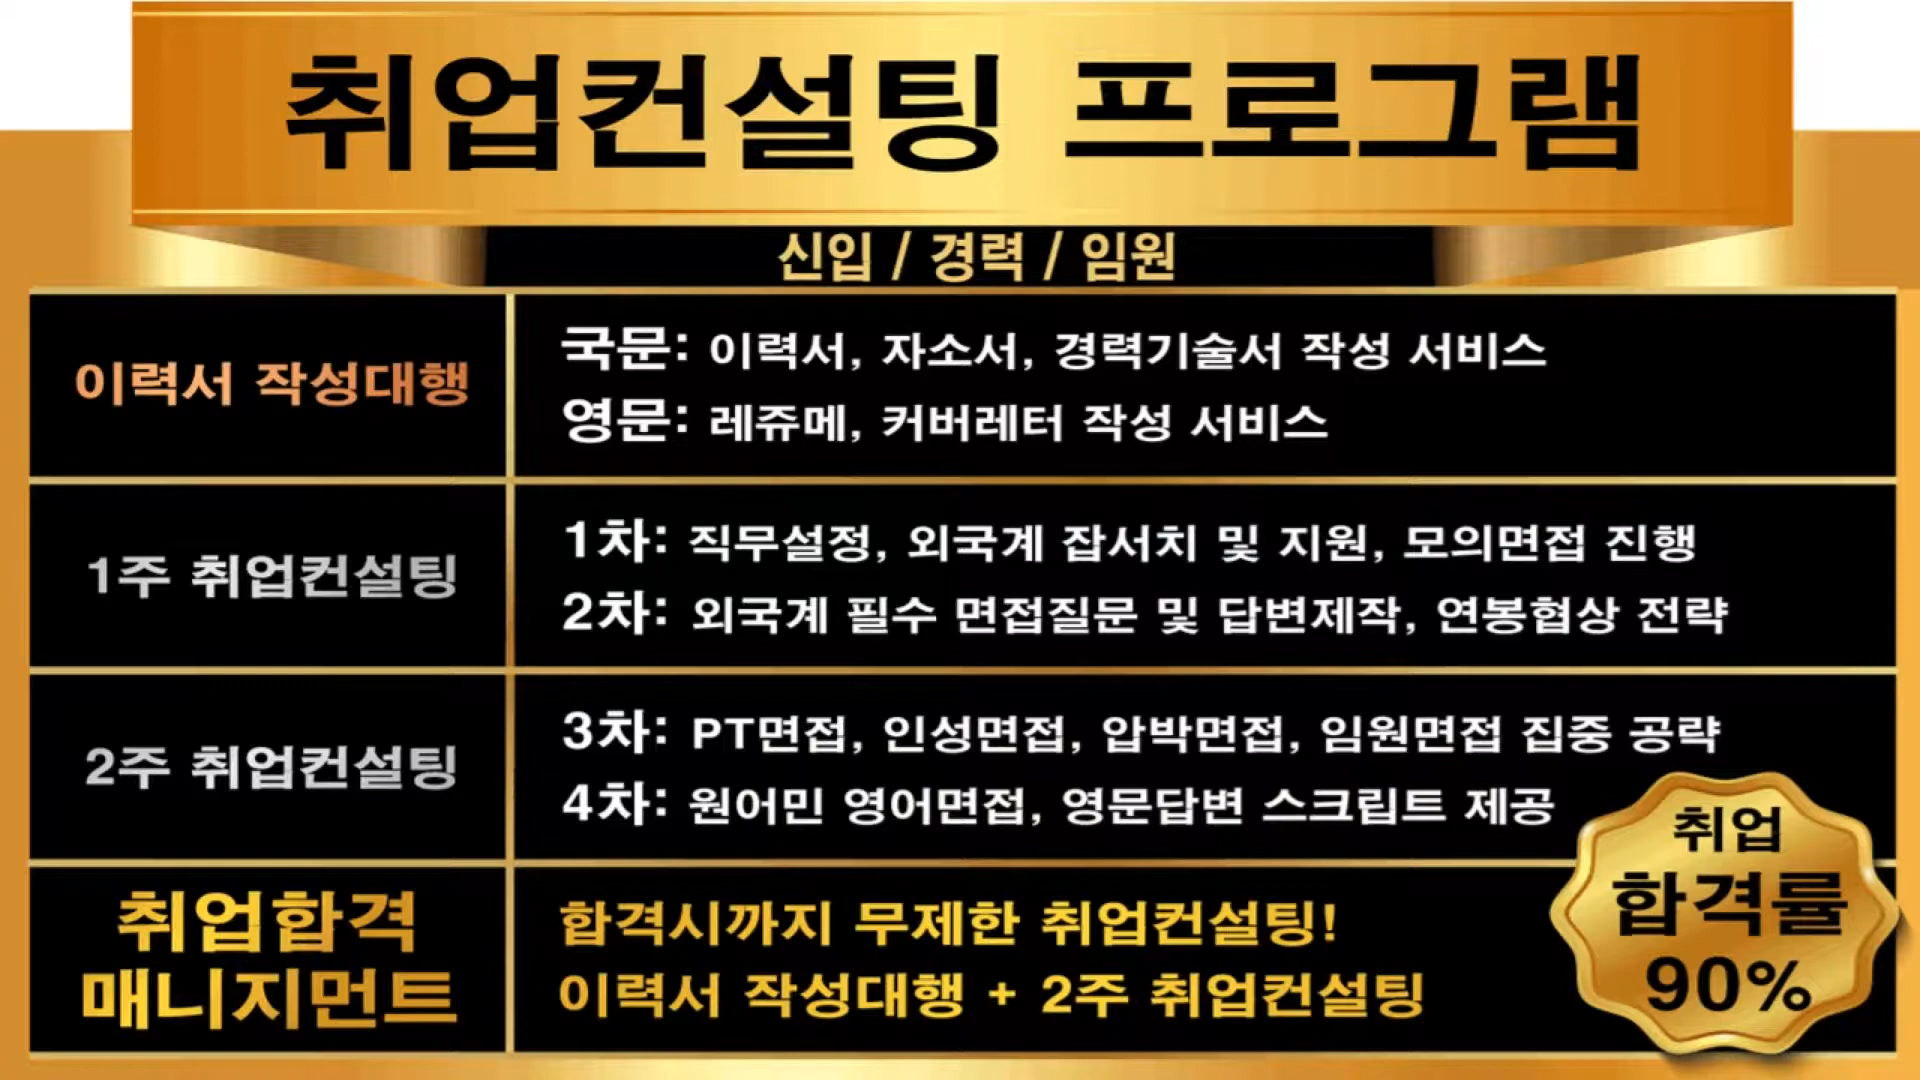 취업컨설팅 프로그램
신입 / 경력 / 임원
이력서 작성대행
국문: 이력서, 자소서, 경력기술서 작성 서비스
영문: 레쥬메, 커버레터 작성 서비스
1주 취업컨설팅
1차: 직무설정, 외국계 잡서치 및 지원, 모의면접 진행
2차: 외국계 필수 면접질문 및 답변제작, 연봉협상 전략
2주 취업컨설팅
3차: PT면접, 인성면접, 압박면접, 임원면접 집중 공략
4차: 원어민 영어면접, 영문답변 스크립트 제공
취업합격
매니지먼트
합격시까지 무제한 취업컨설팅!
이력서 작성대행 + 2주 취업컨설팅
취업
합격률
90%